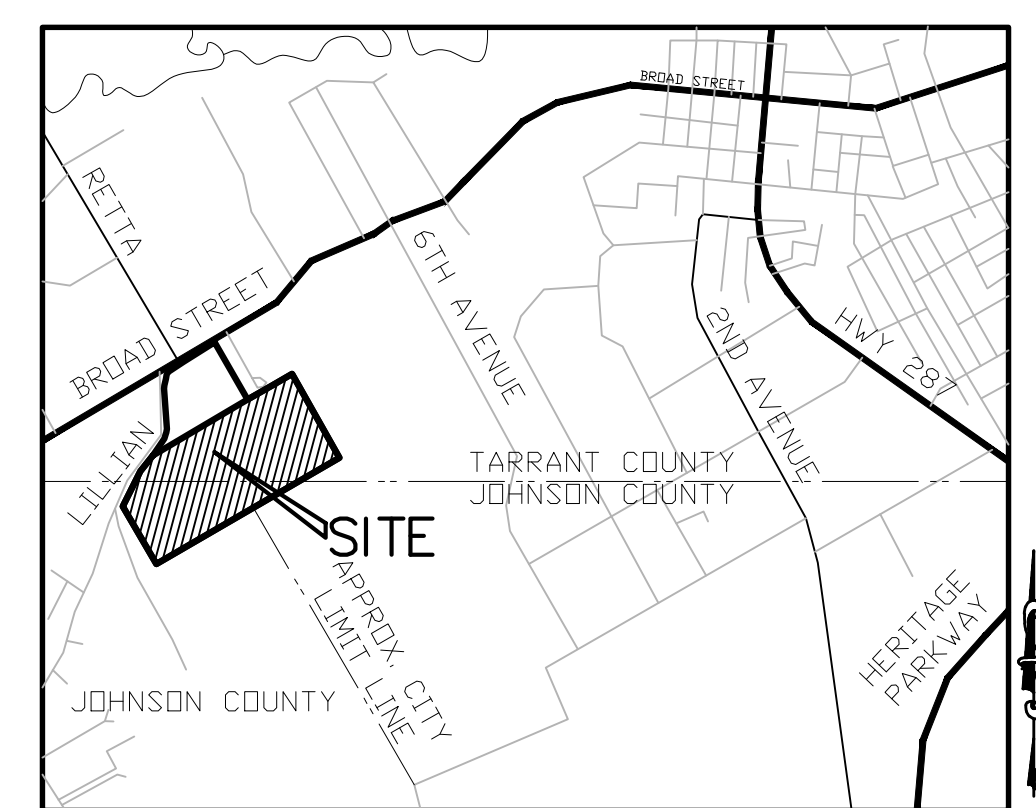 BROAD STREET
RETTA
6TH AVENUE
BROAD STREET
2ND AVENUE
HWY 287
LILLIAN
TARRANT COUNTY
JOHNSON COUNTY
SITE
APPROX. CITY
LIMIT LINE
HERITAGE
PARKWAY
JOHNSON COUNTY